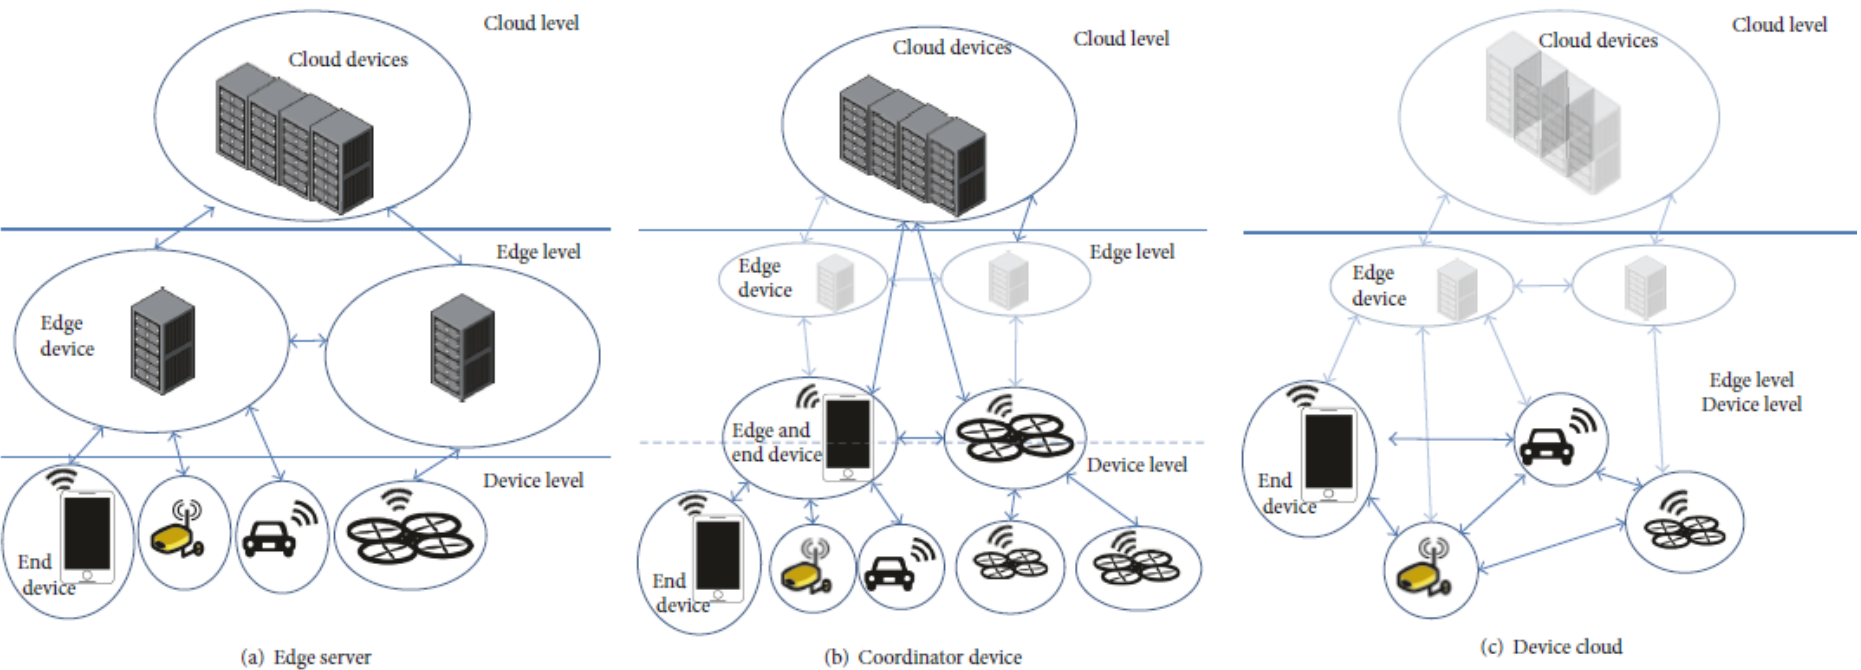 Cloud level
Cloud devices
Edge level
Edge
device
Device level
End
device
(a) Edge server
Cloud level
Cloud devices
Edge level
Edge
device
Edge and
end device
Device level
End
device
(b) Coordinator device
Cloud level
Cloud devices
Edge
device
Edge level
Device level
End
device
(c) Device cloud